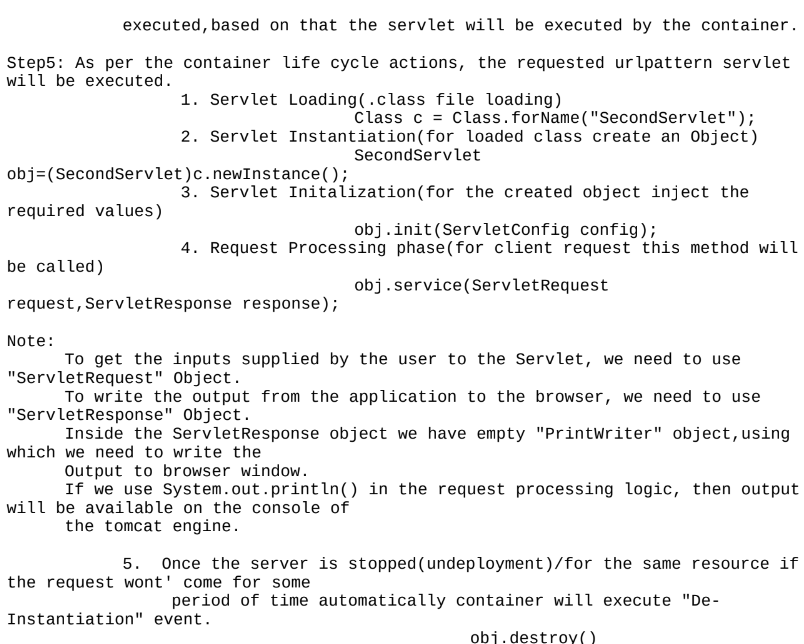 executed,based on that the servlet will be executed by the container.
Step5: As per the container life cycle actions, the requested urlpattern servlet
will be executed.
1. Servlet Loading(.class file loading)
Class c = Class.forName("SecondServlet");
2. Servlet Instantiation(for loaded class create an Object)
SecondServlet
obj=(SecondServlet)c.newInstance();
3. Servlet Initalization(for the created object inject the
required values)
obj.init(ServletConfig config);
4. Request Processing phase(for client request this method will
be called)
obj.service(ServletRequest
request,ServletResponse response);
Note:
To get the inputs supplied by the user to the Servlet, we need to use
"ServletRequest" Object.
To write the output from the application to the browser, we need to use
"ServletResponse" Object.
Inside the ServletResponse object we have empty "PrintWriter" object,using
which we need to write the
Output to browser window.
If we use System.out.println() in the request processing logic, then output
will be available on the console of
the tomcat engine.
5. Once the server is stopped(undeployment)/for the same resource if
the request wont' come for some
period of time automatically container will execute "De-
Instantiation" event.
obj.destroy()